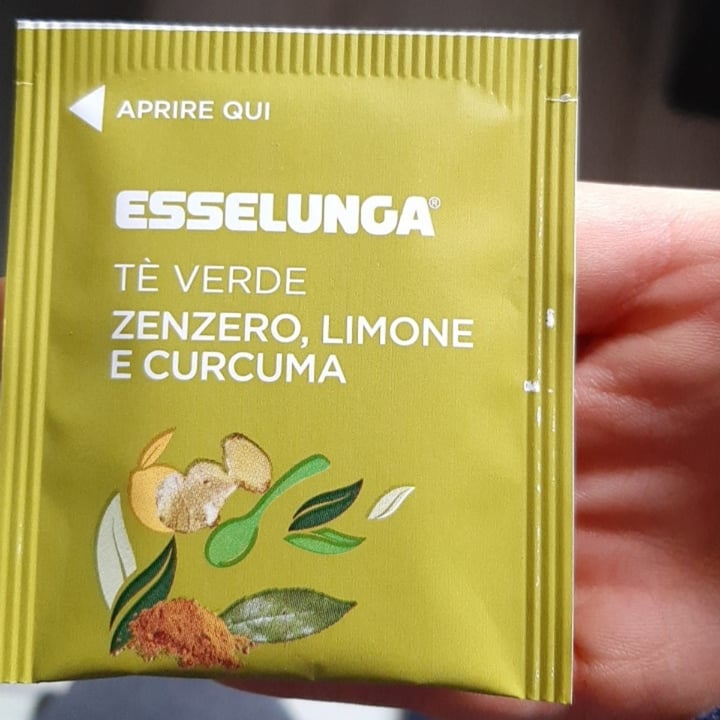 APRIRE QUI
ESSELUNGA®
TÈ VERDE
ZENZERO, LIMONE
E CURCUMA